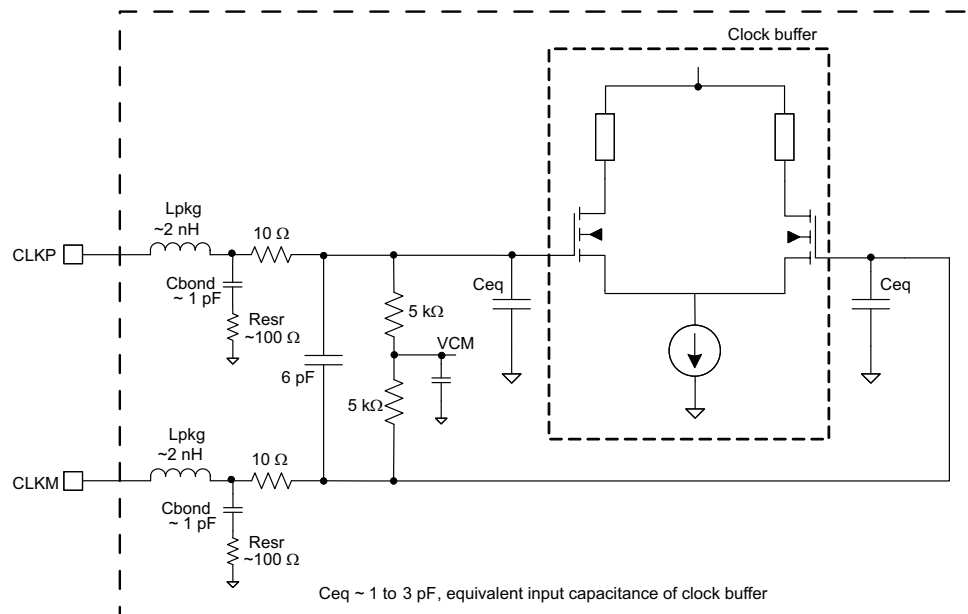 Clock buffer
Lpkg
~2 nH
10 Ω
CLKP
Cbond
~ 1 pF
Resr
~100 Ω
5 kΩ
Ceq
Ceq
VCM
6 pF
5 kΩ
Lpkg
~2 nH
10 Ω
CLKM
Cbond
~ 1 pF
Resr
~100 Ω
Ceq ~ 1 to 3 pF, equivalent input capacitance of clock buffer